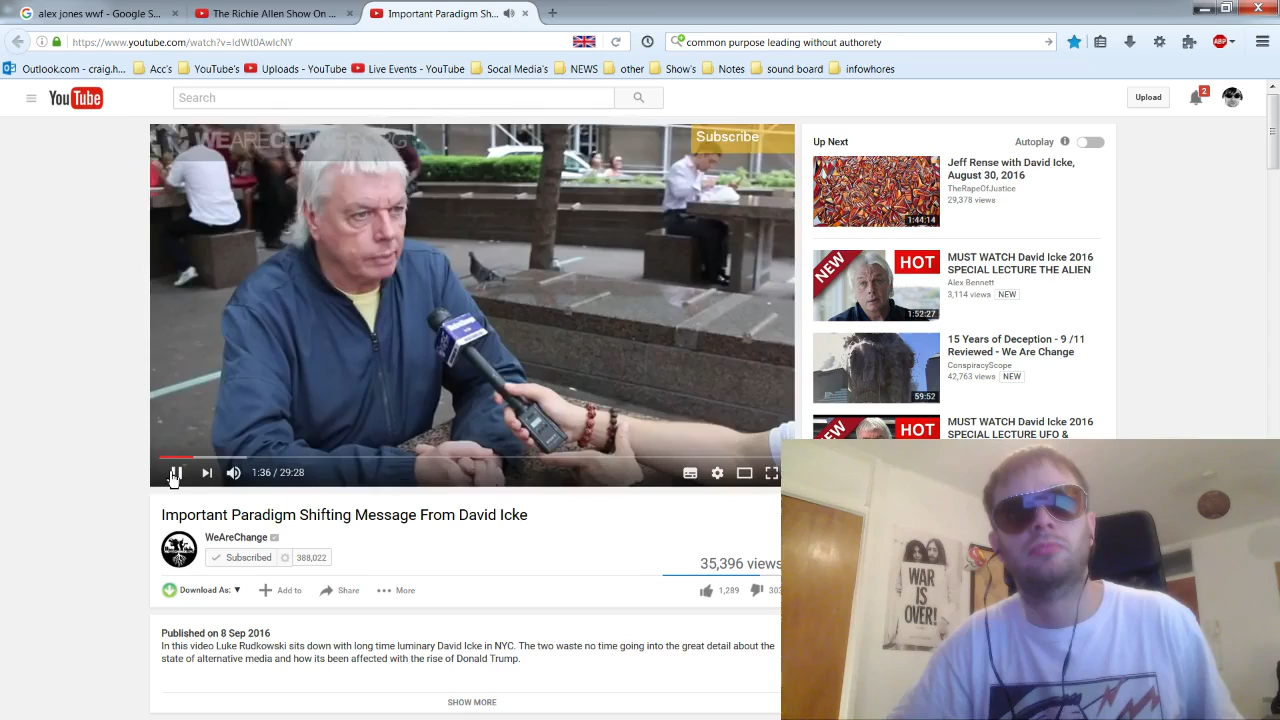 alex jones wvf - Google S...
The Richie Allen Show On ...
Important Paradigm Sh...
https://www.youtube.com/watch?v=IdWt0AwIcNY
common purpose leading without authorety
ABP
Outlook.com - craig.h...
Acc's
YouTube's
Uploads - YouTube
Live Events - YouTube
Socal Media's
NEWS
other
Show's
Notes
sound board
infowhores
YouTube
Search
Upload
2
WEARECHANGE.ORG
Subscribe
1:36 / 29:28
Up Next
Autoplay
Jeff Rense with David Icke,
August 30, 2016
TheRapeOfJustice
29,378 views
1:44:14
NEW
HOT
MUST WATCH David Icke 2016
SPECIAL LECTURE THE ALIEN
Alex Bennett
3,114 views NEW
1:52:27
15 Years of Deception - 9 /11
Reviewed - We Are Change
ConspiracyScope
42,763 views NEW
59:52
HOT
MUST WATCH David Icke 2016
SPECIAL LECTURE UFO &
Important Paradigm Shifting Message From David Icke
WeAreChange
Subscribed 388,022
35,396 views
Download As:
Add to
Share
More
1,289
303
Published on 8 Sep 2016
In this video Luke Rudkowski sits down with long time luminary David Icke in NYC. The two waste no time going into the great detail about the
state of alternative media and how its been affected with the rise of Donald Trump.
SHOW MORE
WAR
IS
OVER!